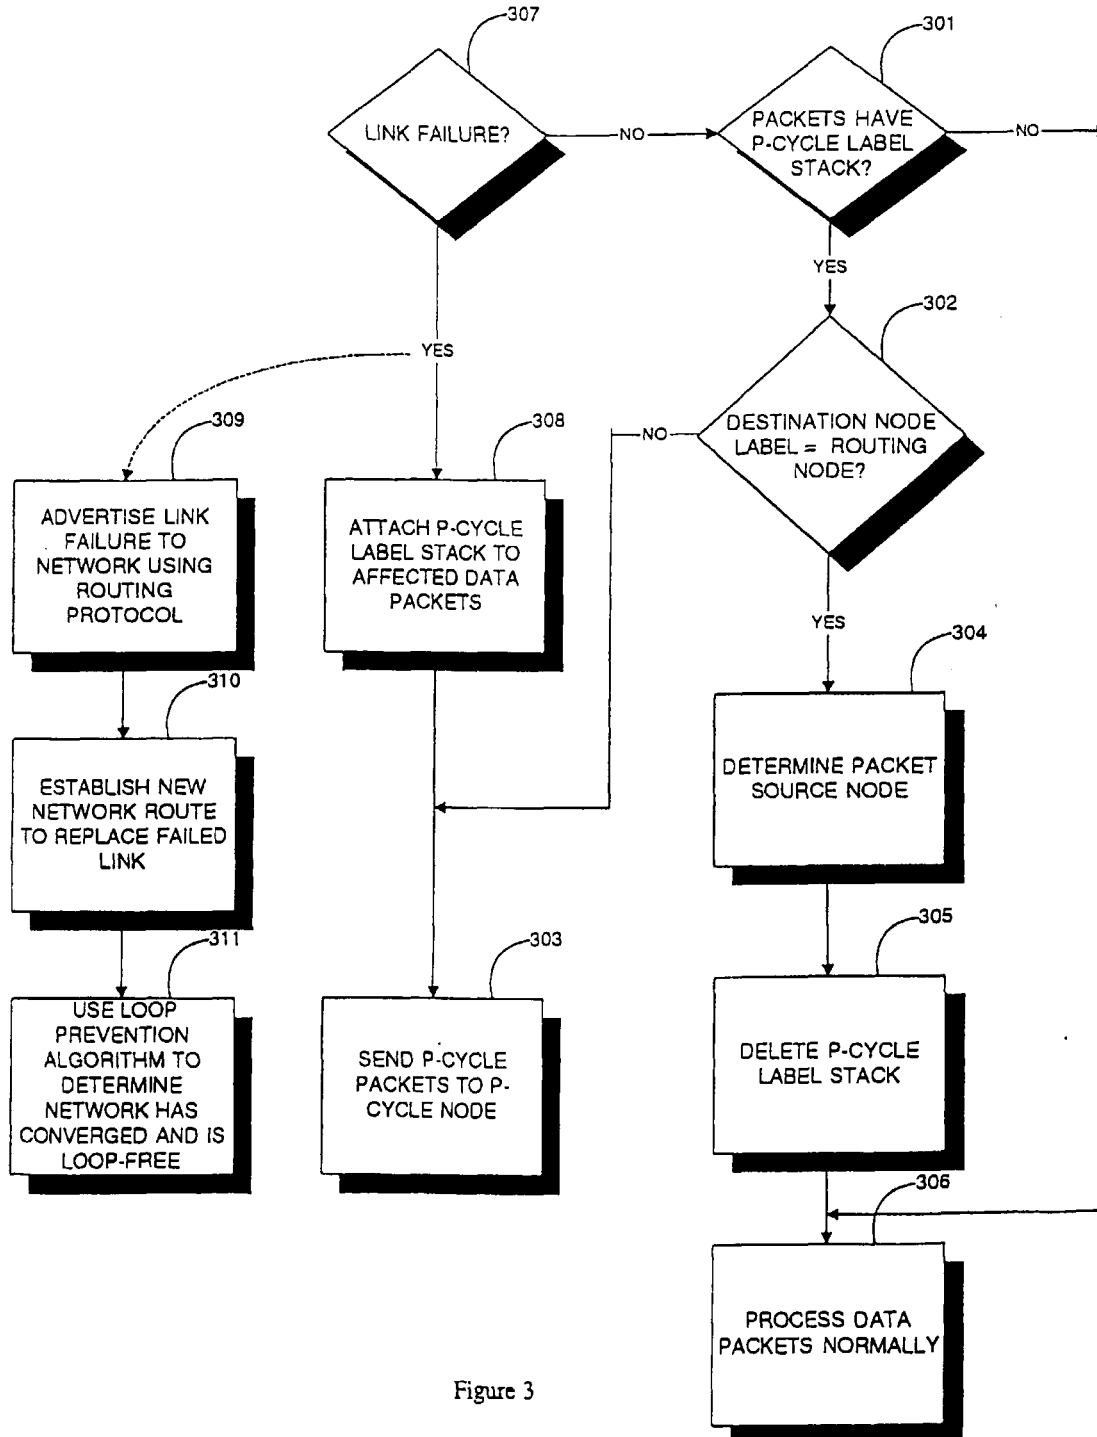 307
301
LINK FAILURE?
NO
PACKETS HAVE
P-CYCLE LABEL
STACK?
NO
YES
302
YES
309
308
NO
DESTINATION NODE
LABEL = ROUTING
NODE?
ADVERTISE LINK
FAILURE TO
NETWORK USING
ROUTING
PROTOCOL
ATTACH P-CYCLE
LABEL STACK TO
AFFECTED DATA
PACKETS
YES
304
310
ESTABLISH NEW
NETWORK ROUTE
TO REPLACE FAILED
LINK
DETERMINE PACKET
SOURCE NODE
311
303
305
USE LOOP
PREVENTION
ALGORITHM TO
DETERMINE
NETWORK HAS
CONVERGED AND IS
LOOP-FREE
SEND P-CYCLE
PACKETS TO P-
CYCLE NODE
DELETE P-CYCLE
LABEL STACK
306
PROCESS DATA
PACKETS NORMALLY
Figure 3